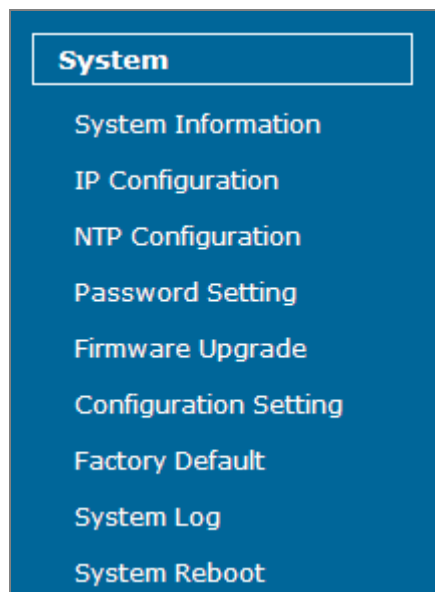 System
System Information
IP Configuration
NTP Configuration
Password Setting
Firmware Upgrade
Configuration Setting
Factory Default
System Log
System Reboot